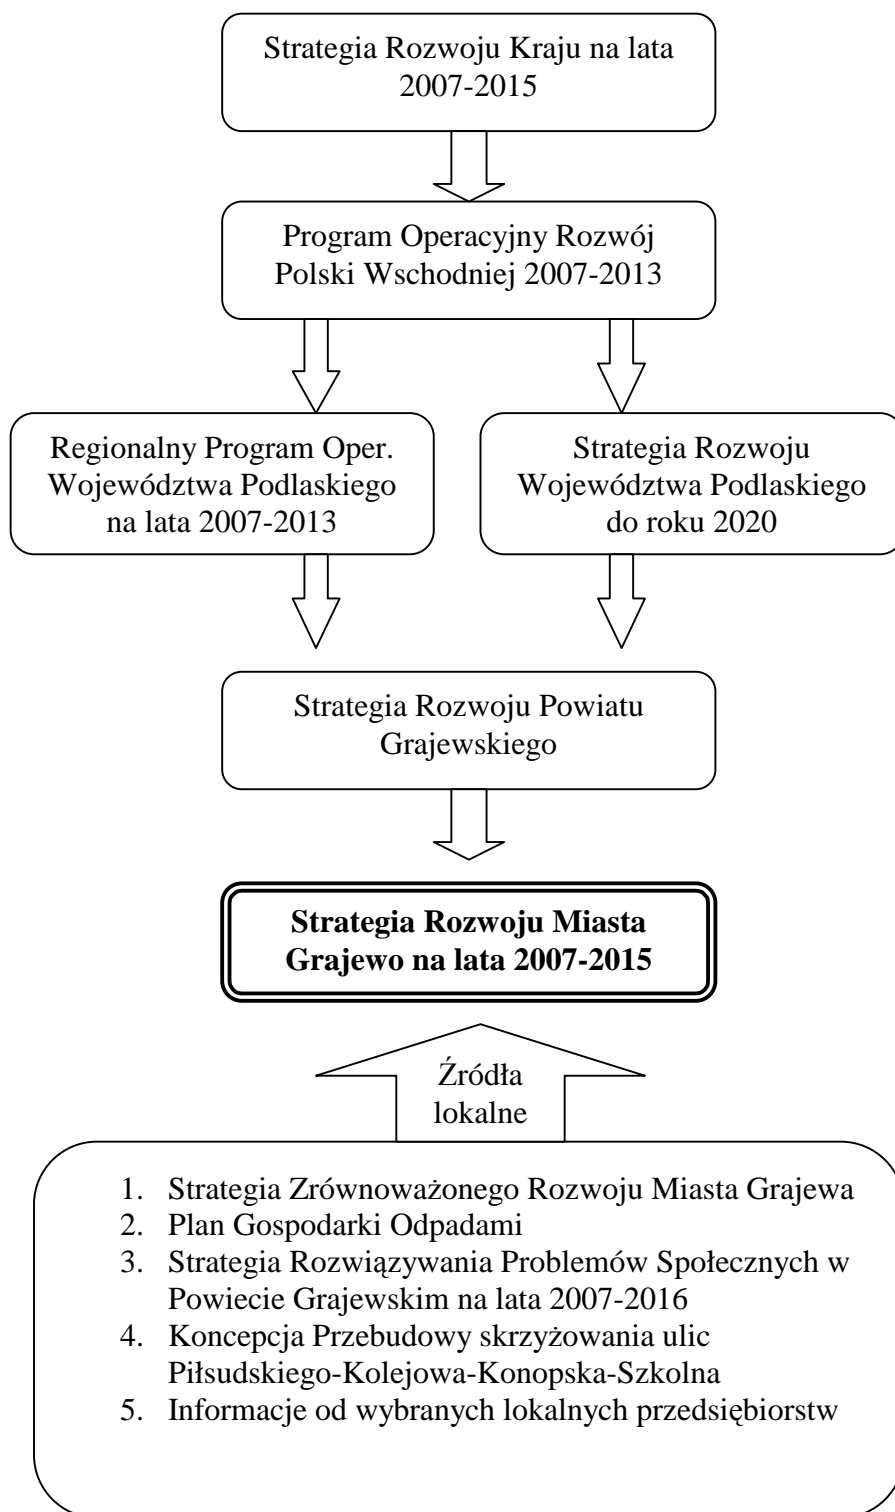 Strategia Rozwoju Kraju na lata
2007-2015
Program Operacyjny Rozwój
Polski Wschodniej 2007-2013
Regionalny Program Oper.
Województwa Podlaskiego
na lata 2007-2013
Strategia Rozwoju
Województwa Podlaskiego
do roku 2020
Strategia Rozwoju Powiatu
Grajewskiego
Strategia Rozwoju Miasta
Grajewo na lata 2007-2015
Źródła
lokalne
1. Strategia Zrównoważonego Rozwoju Miasta Grajewa
2. Plan Gospodarki Odpadami
3. Strategia Rozwiązywania Problemów Społecznych w
Powiecie Grajewskim na lata 2007-2016
4. Koncepcja Przebudowy skrzyżowania ulic
Piłsudskiego-Kolejowa-Konopska-Szkolna
5. Informacje od wybranych lokalnych przedsiębiorstw